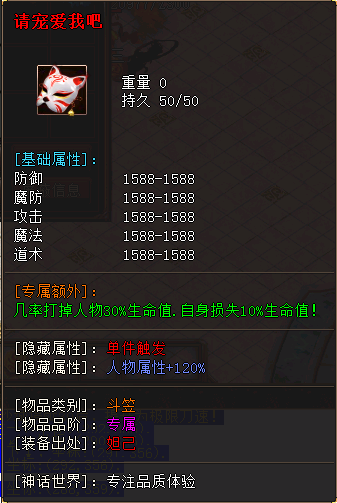 请宠爱我吧
重量 0
持久 50/50
[基础属性]:
防御 1588-1588
魔防 1588-1588
攻击 1588-1588
魔法 1588-1588
道术 1588-1588
[专属额外]:
几率打掉人物30%生命值.自身损失10%生命值!
[隐藏属性]: 单件触发
[隐藏属性]: 人物属性+120%
[物品类别]: 斗笠
[物品品阶]: 专属
[装备出处]: 妲己
[神话世界]: 专注品质体验